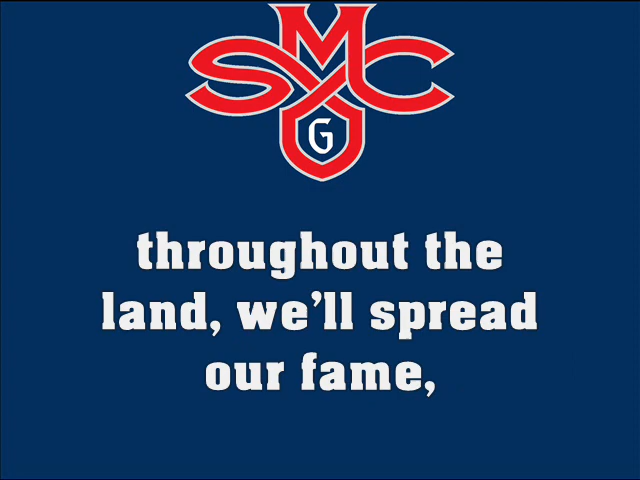 SMC
G
throughout the
land, we'll spread
our fame,